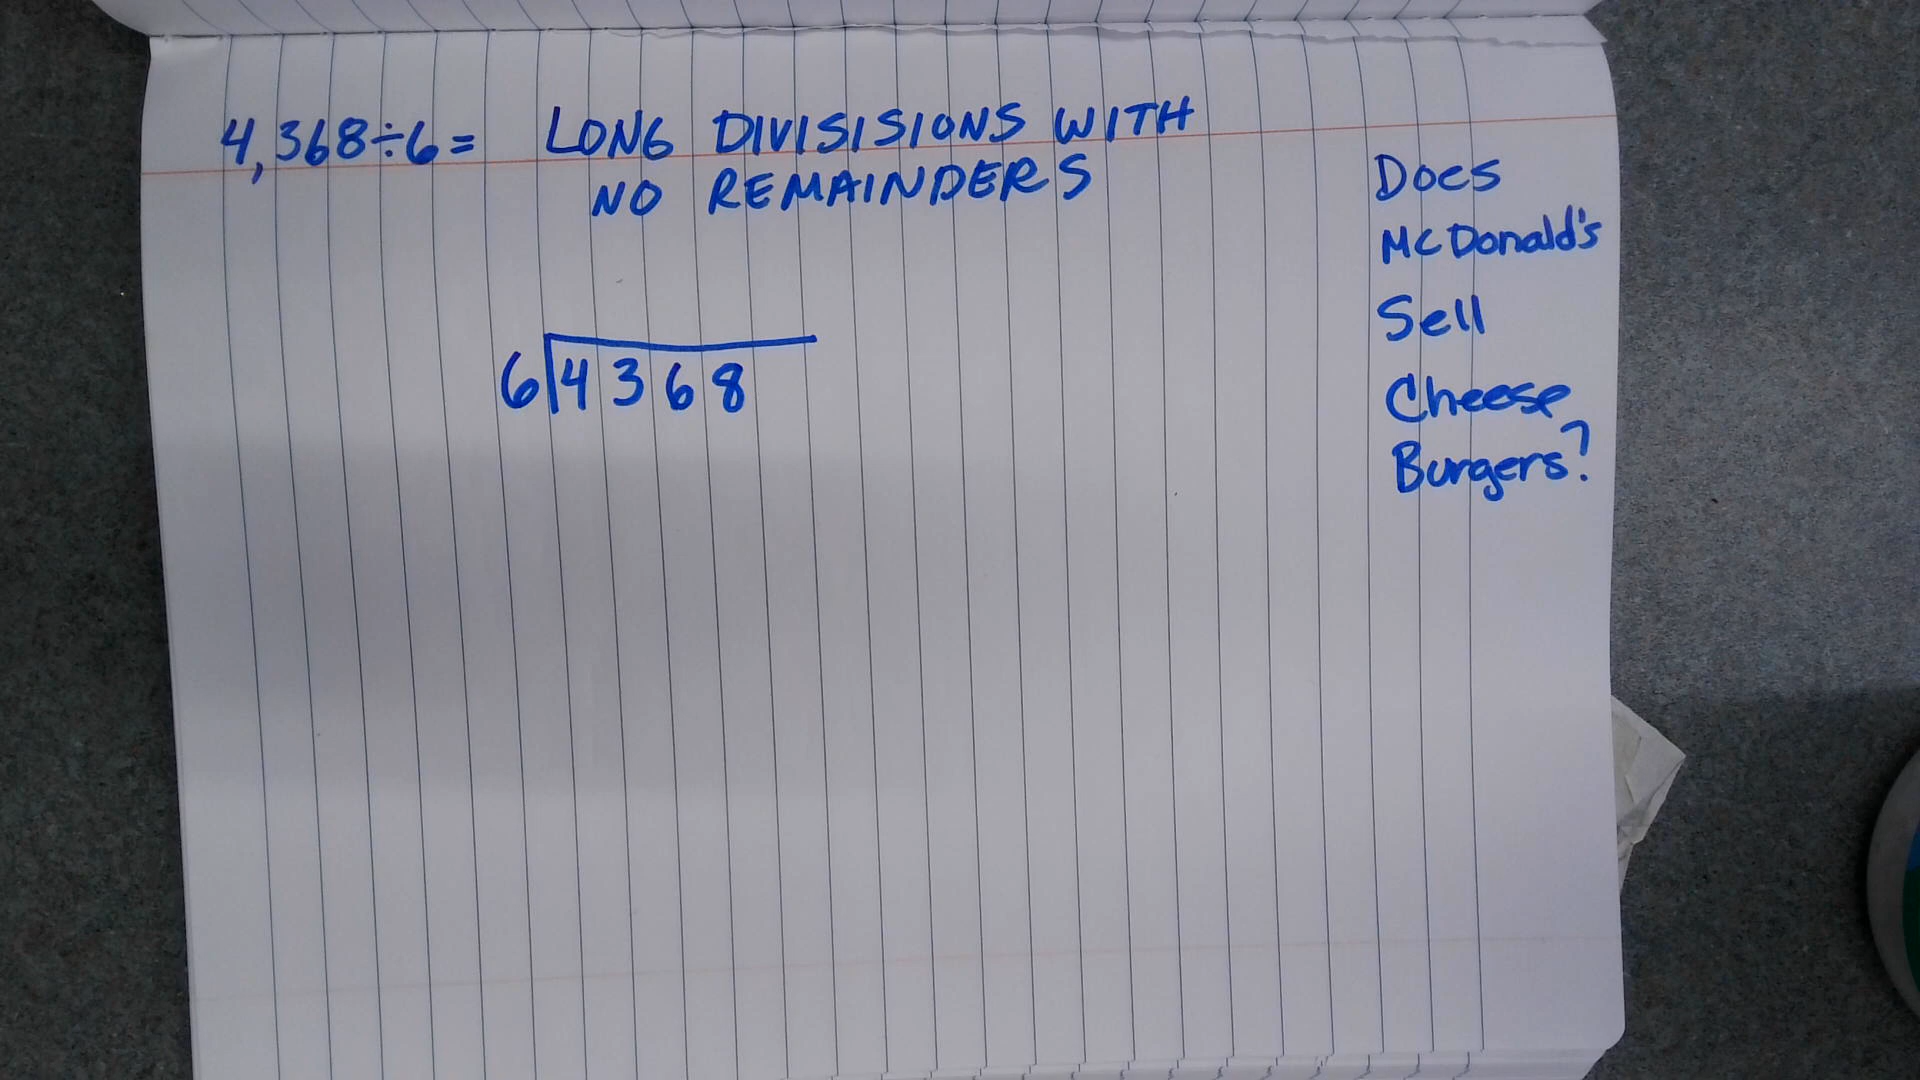 4,368÷6=
LONG DIVISISIONS WITH
NO REMAINDERS
6 4368
Does
McDonald's
Sell
Cheese
Burgers?